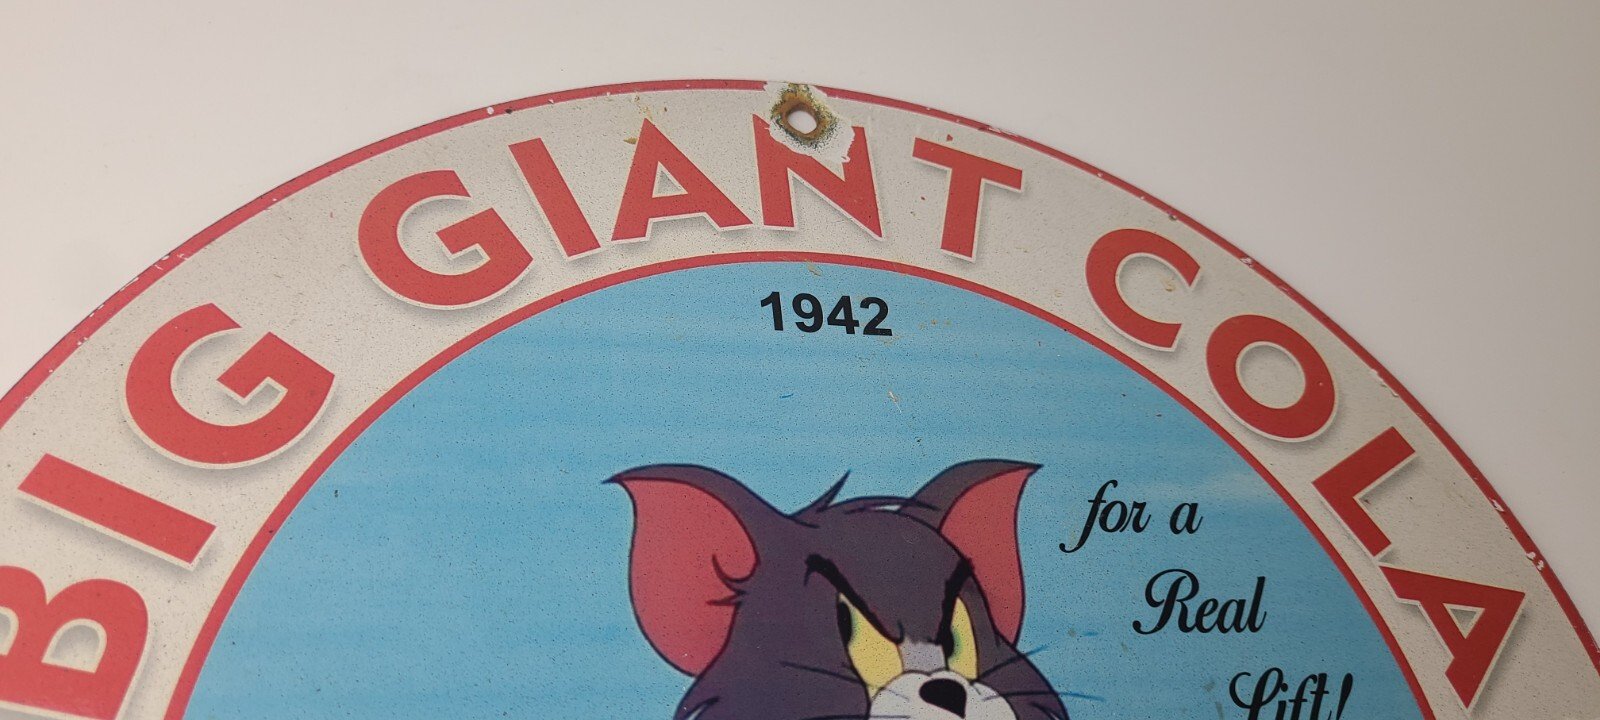 BIG GIANT COLA
1942
for a
Real
Lift!